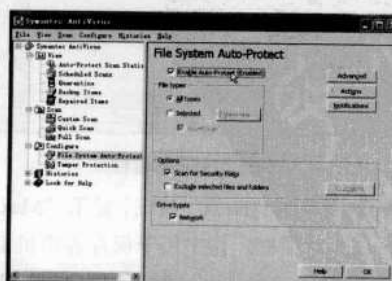 Symantec AntiVirus
File View Scan Configure Histories Help
Symantec AntiVirus
View
Auto-Protect Scan Statis
Scheduled Scans
Quarantine
Backup Items
Repaired Items
Scan
Custom Scan
Quick Scan
Full Scan
Configure
File System Auto-Protect
Tamper Protection
Histories
Look for Help
File System Auto-Protect
Enable Auto-Protect (Enabled)
File types
All types
Selected
Options
Scan for Security Risks
Exclude selected files and folders
Drive types
Network
Advanced
Actions
Notifications
Help
OK